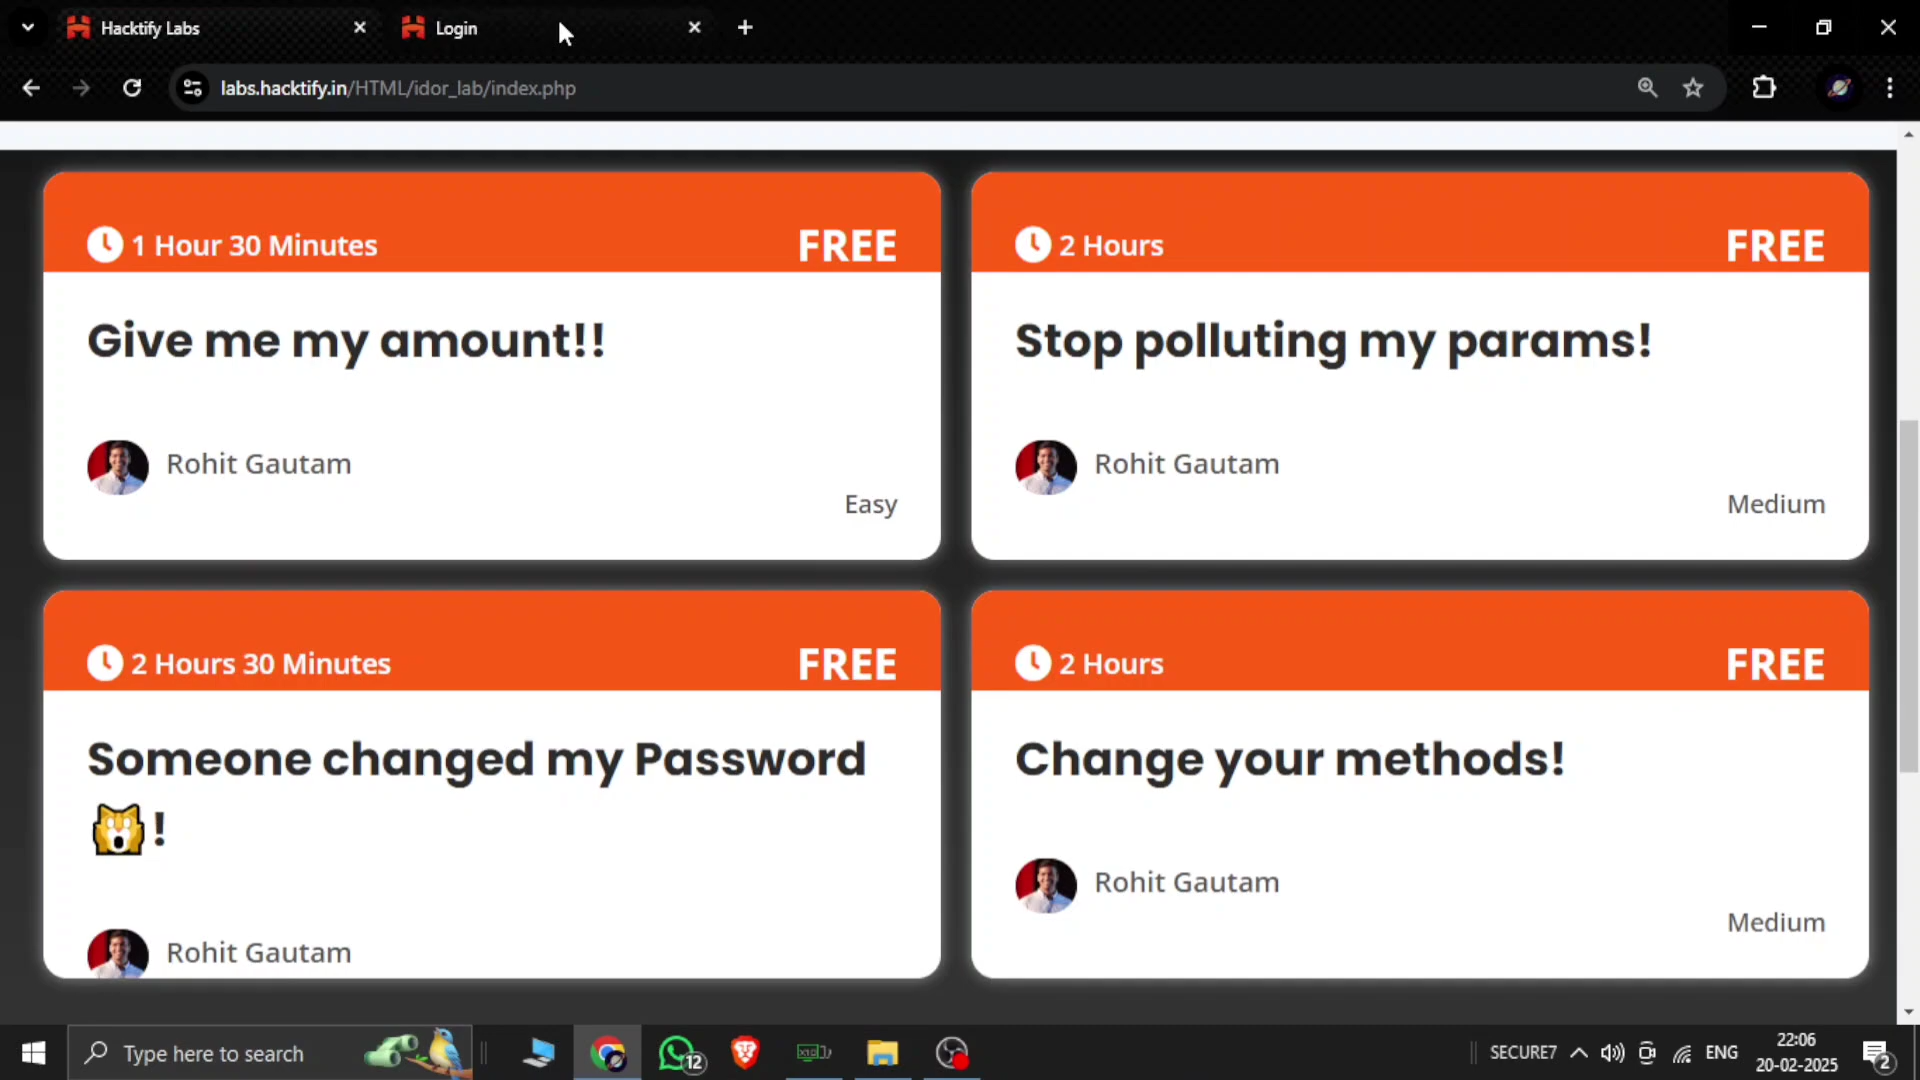 Hacktify Labs
Login
labs.hacktify.in/HTML/idor_lab/index.php
1 Hour 30 Minutes
FREE
Give me my amount!!
Rohit Gautam
Easy
2 Hours
FREE
Stop polluting my params!
Rohit Gautam
Medium
2 Hours 30 Minutes
FREE
Someone changed my Password
🙀!
Rohit Gautam
2 Hours
FREE
Change your methods!
Rohit Gautam
Medium
Type here to search
12
SECURE7
ENG
22:06
20-02-2025
2